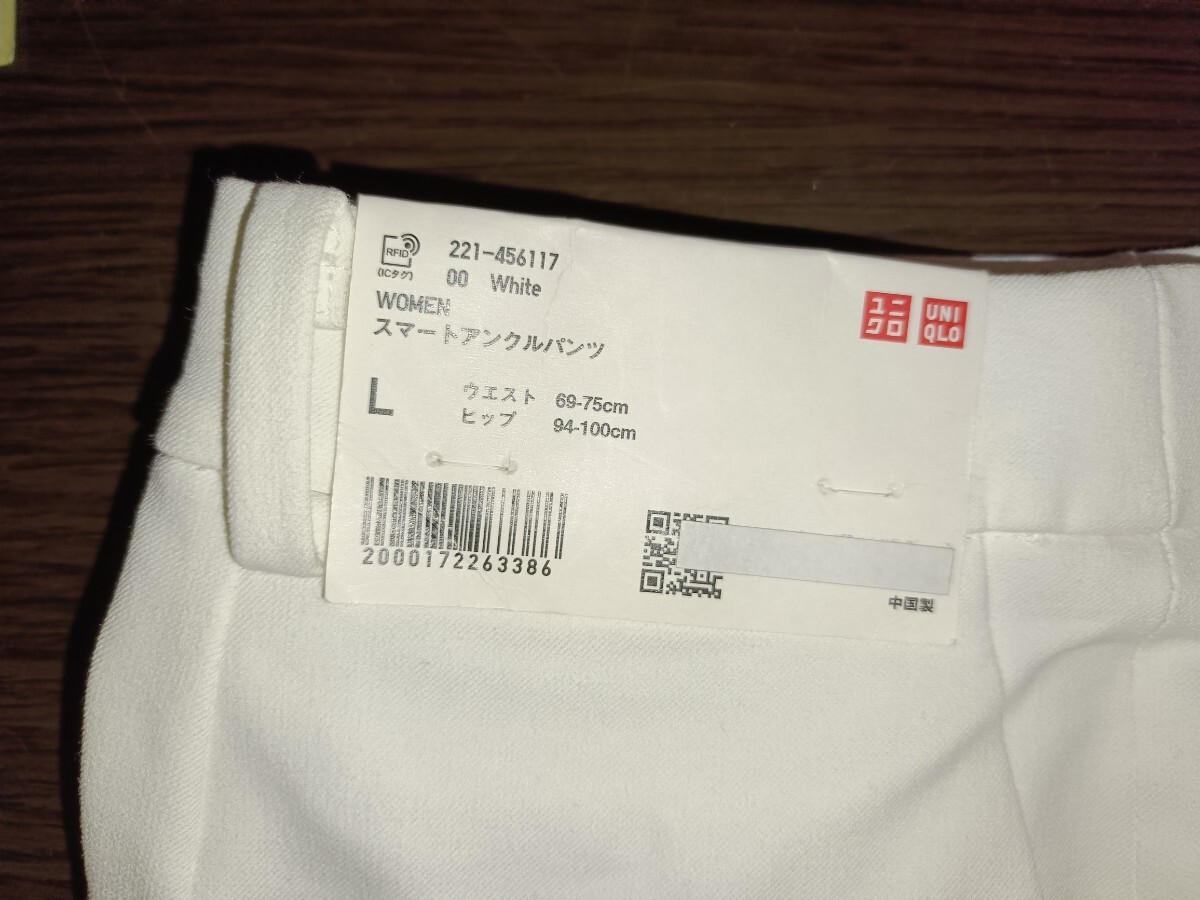 RFID
(ICタグ)
221-456117
00 White
WOMEN
スマートアンクルパンツ
ユニ
クロ
UNI
QLO
L
ウエスト 69-75cm
ヒップ 94-100cm
2000172263386
中国製